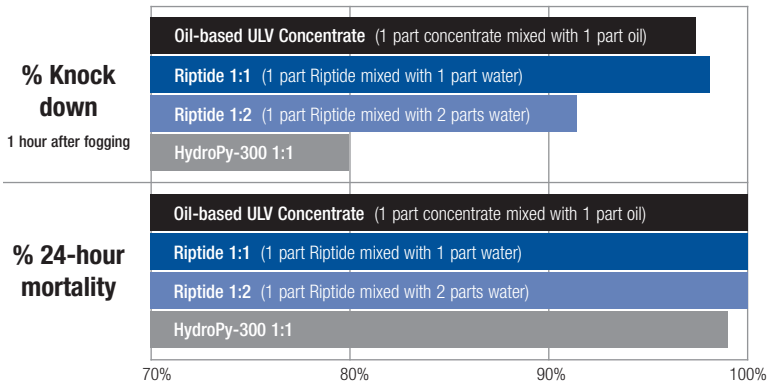 Oil-based ULV Concentrate (1 part concentrate mixed with 1 part oil)
Riptide 1:1 (1 part Riptide mixed with 1 part water)
Riptide 1:2 (1 part Riptide mixed with 2 parts water)
HydroPy-300 1:1
% Knock
down
1 hour after fogging
Oil-based ULV Concentrate (1 part concentrate mixed with 1 part oil)
Riptide 1:1 (1 part Riptide mixed with 1 part water)
Riptide 1:2 (1 part Riptide mixed with 2 parts water)
HydroPy-300 1:1
% 24-hour
mortality
70%
80%
90%
100%